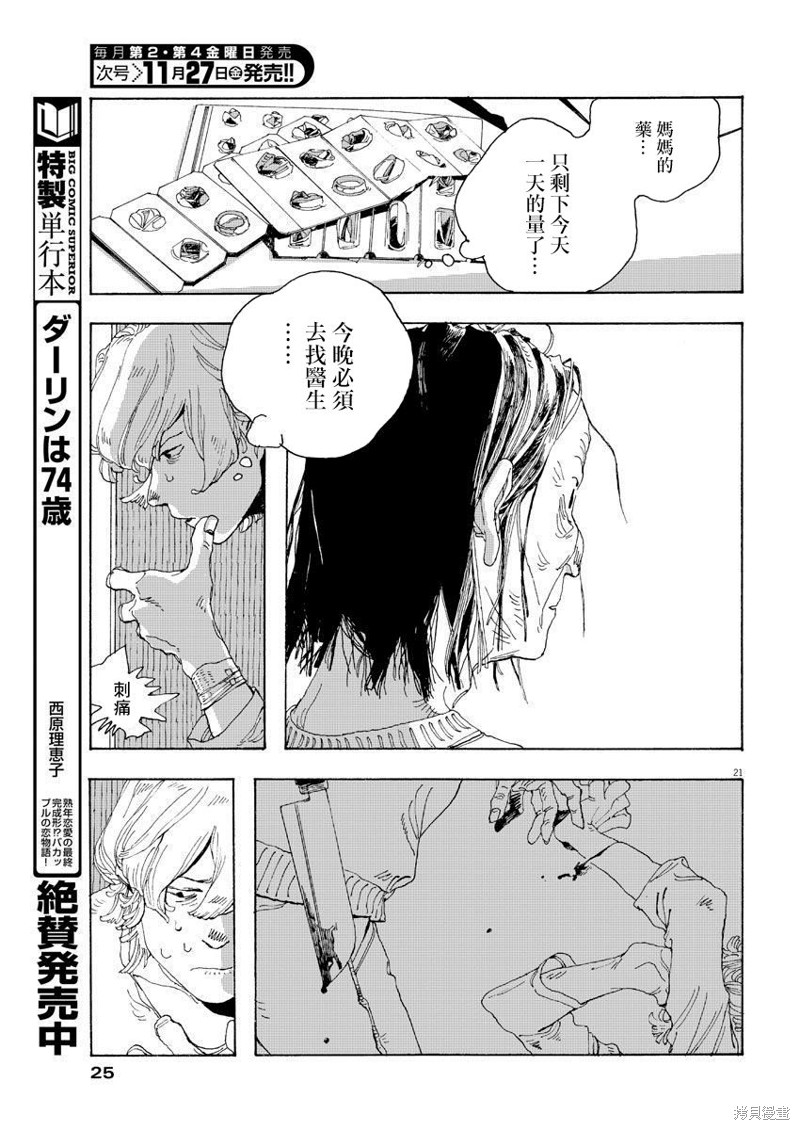 毎月第2・第4金曜日発売
次号>11月27日㊎発売!!
BIG COMIC SUPERIOR
特製単行本
ダーリンは74歳
西原理恵子
熟年恋愛の最終
完成形!?バカッ
プルの恋物語!
絶賛発売中
媽媽的
藥…
只剩下今天
一天的量了…
今晚必須
去找醫生
……
刺痛
21
25
拷貝漫畫